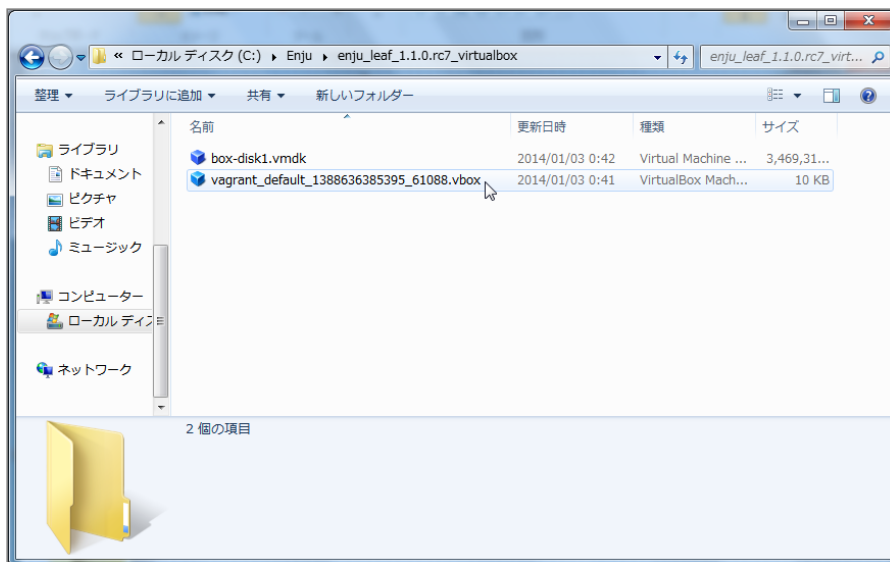 « ローカル ディスク (C:) ▸ Enju ▸ enju_leaf_1.1.0.rc7_virtualbox
enju_leaf_1.1.0.rc7_virt...
整理 ライブラリに追加 共有 新しいフォルダー
名前 更新日時 種類 サイズ
ライブラリ
ドキュメント
ピクチャ
ビデオ
ミュージック
コンピューター
ローカル ディス
ネットワーク
box-disk1.vmdk 2014/01/03 0:42 Virtual Machine ... 3,469,31...
vagrant_default_1388636385395_61088.vbox 2014/01/03 0:41 VirtualBox Mach... 10 KB
2 個の項目